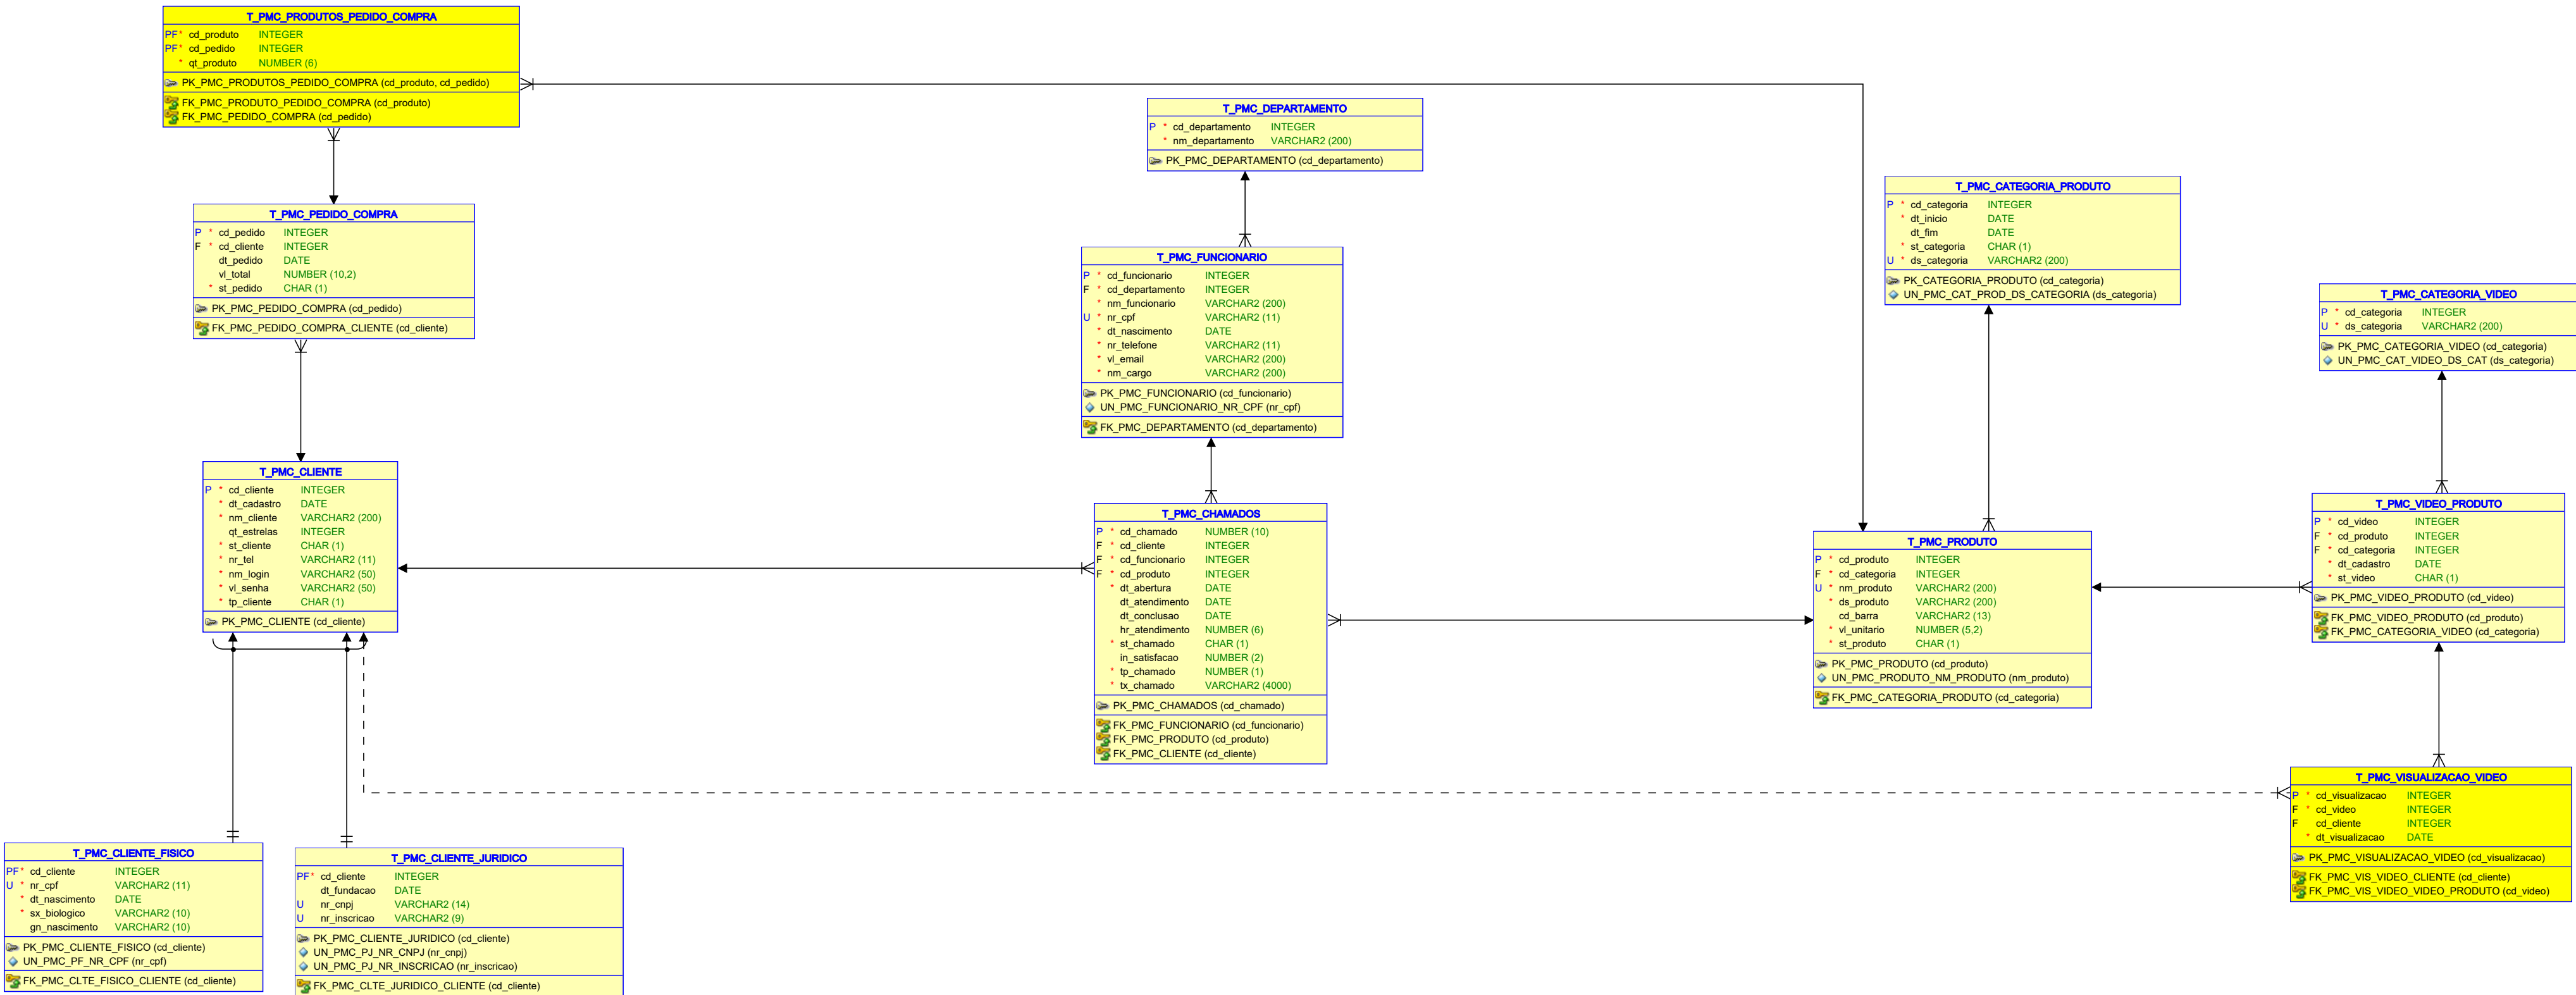 T_PMC_PRODUTOS_PEDIDO_COMPRA
PF* cd_produto INTEGER
PF* cd_pedido INTEGER
* qt_produto NUMBER (6)
PK_PMC_PRODUTOS_PEDIDO_COMPRA (cd_produto, cd_pedido)
FK_PMC_PRODUTO_PEDIDO_COMPRA (cd_produto)
FK_PMC_PEDIDO_COMPRA (cd_pedido)
T_PMC_DEPARTAMENTO
P * cd_departamento INTEGER
* nm_departamento VARCHAR2 (200)
PK_PMC_DEPARTAMENTO (cd_departamento)
T_PMC_CATEGORIA_PRODUTO
P * cd_categoria INTEGER
* dt_inicio DATE
dt_fim DATE
* st_categoria CHAR (1)
U * ds_categoria VARCHAR2 (200)
PK_CATEGORIA_PRODUTO (cd_categoria)
UN_PMC_CAT_PROD_DS_CATEGORIA (ds_categoria)
T_PMC_PEDIDO_COMPRA
P * cd_pedido INTEGER
F * cd_cliente INTEGER
dt_pedido DATE
vl_total NUMBER (10,2)
* st_pedido CHAR (1)
PK_PMC_PEDIDO_COMPRA (cd_pedido)
FK_PMC_PEDIDO_COMPRA_CLIENTE (cd_cliente)
T_PMC_FUNCIONARIO
P * cd_funcionario INTEGER
F * cd_departamento INTEGER
* nm_funcionario VARCHAR2 (200)
U * nr_cpf VARCHAR2 (11)
* dt_nascimento DATE
* nr_telefone VARCHAR2 (11)
* vl_email VARCHAR2 (200)
* nm_cargo VARCHAR2 (200)
PK_PMC_FUNCIONARIO (cd_funcionario)
UN_PMC_FUNCIONARIO_NR_CPF (nr_cpf)
FK_PMC_DEPARTAMENTO (cd_departamento)
T_PMC_CATEGORIA_VIDEO
P * cd_categoria INTEGER
U * ds_categoria VARCHAR2 (200)
PK_PMC_CATEGORIA_VIDEO (cd_categoria)
UN_PMC_CAT_VIDEO_DS_CAT (ds_categoria)
T_PMC_CLIENTE
P * cd_cliente INTEGER
* dt_cadastro DATE
* nm_cliente VARCHAR2 (200)
qt_estrelas INTEGER
* st_cliente CHAR (1)
* nr_tel VARCHAR2 (11)
* nm_login VARCHAR2 (50)
* vl_senha VARCHAR2 (50)
* tp_cliente CHAR (1)
PK_PMC_CLIENTE (cd_cliente)
T_PMC_CHAMADOS
P * cd_chamado NUMBER (10)
F * cd_cliente INTEGER
F * cd_funcionario INTEGER
F * cd_produto INTEGER
* dt_abertura DATE
dt_atendimento DATE
dt_conclusao DATE
hr_atendimento NUMBER (6)
* st_chamado CHAR (1)
in_satisfacao NUMBER (2)
* tp_chamado NUMBER (1)
* tx_chamado VARCHAR2 (4000)
PK_PMC_CHAMADOS (cd_chamado)
FK_PMC_FUNCIONARIO (cd_funcionario)
FK_PMC_PRODUTO (cd_produto)
FK_PMC_CLIENTE (cd_cliente)
T_PMC_PRODUTO
P * cd_produto INTEGER
F * cd_categoria INTEGER
U * nm_produto VARCHAR2 (200)
* ds_produto VARCHAR2 (200)
cd_barra VARCHAR2 (13)
* vl_unitario NUMBER (5,2)
* st_produto CHAR (1)
PK_PMC_PRODUTO (cd_produto)
UN_PMC_PRODUTO_NM_PRODUTO (nm_produto)
FK_PMC_CATEGORIA_PRODUTO (cd_categoria)
T_PMC_VIDEO_PRODUTO
P * cd_video INTEGER
F * cd_produto INTEGER
F * cd_categoria INTEGER
* dt_cadastro DATE
* st_video CHAR (1)
PK_PMC_VIDEO_PRODUTO (cd_video)
FK_PMC_VIDEO_PRODUTO (cd_produto)
FK_PMC_CATEGORIA_VIDEO (cd_categoria)
T_PMC_VISUALIZACAO_VIDEO
P * cd_visualizacao INTEGER
F * cd_video INTEGER
F cd_cliente INTEGER
* dt_visualizacao DATE
PK_PMC_VISUALIZACAO_VIDEO (cd_visualizacao)
FK_PMC_VIS_VIDEO_CLIENTE (cd_cliente)
FK_PMC_VIS_VIDEO_VIDEO_PRODUTO (cd_video)
T_PMC_CLIENTE_FISICO
PF* cd_cliente INTEGER
U * nr_cpf VARCHAR2 (11)
* dt_nascimento DATE
* sx_biologico VARCHAR2 (10)
gn_nascimento VARCHAR2 (10)
PK_PMC_CLIENTE_FISICO (cd_cliente)
UN_PMC_PF_NR_CPF (nr_cpf)
FK_PMC_CLTE_FISICO_CLIENTE (cd_cliente)
T_PMC_CLIENTE_JURIDICO
PF* cd_cliente INTEGER
dt_fundacao DATE
U nr_cnpj VARCHAR2 (14)
U nr_inscricao VARCHAR2 (9)
PK_PMC_CLIENTE_JURIDICO (cd_cliente)
UN_PMC_PJ_NR_CNPJ (nr_cnpj)
UN_PMC_PJ_NR_INSCRICAO (nr_inscricao)
FK_PMC_CLTE_JURIDICO_CLIENTE (cd_cliente)